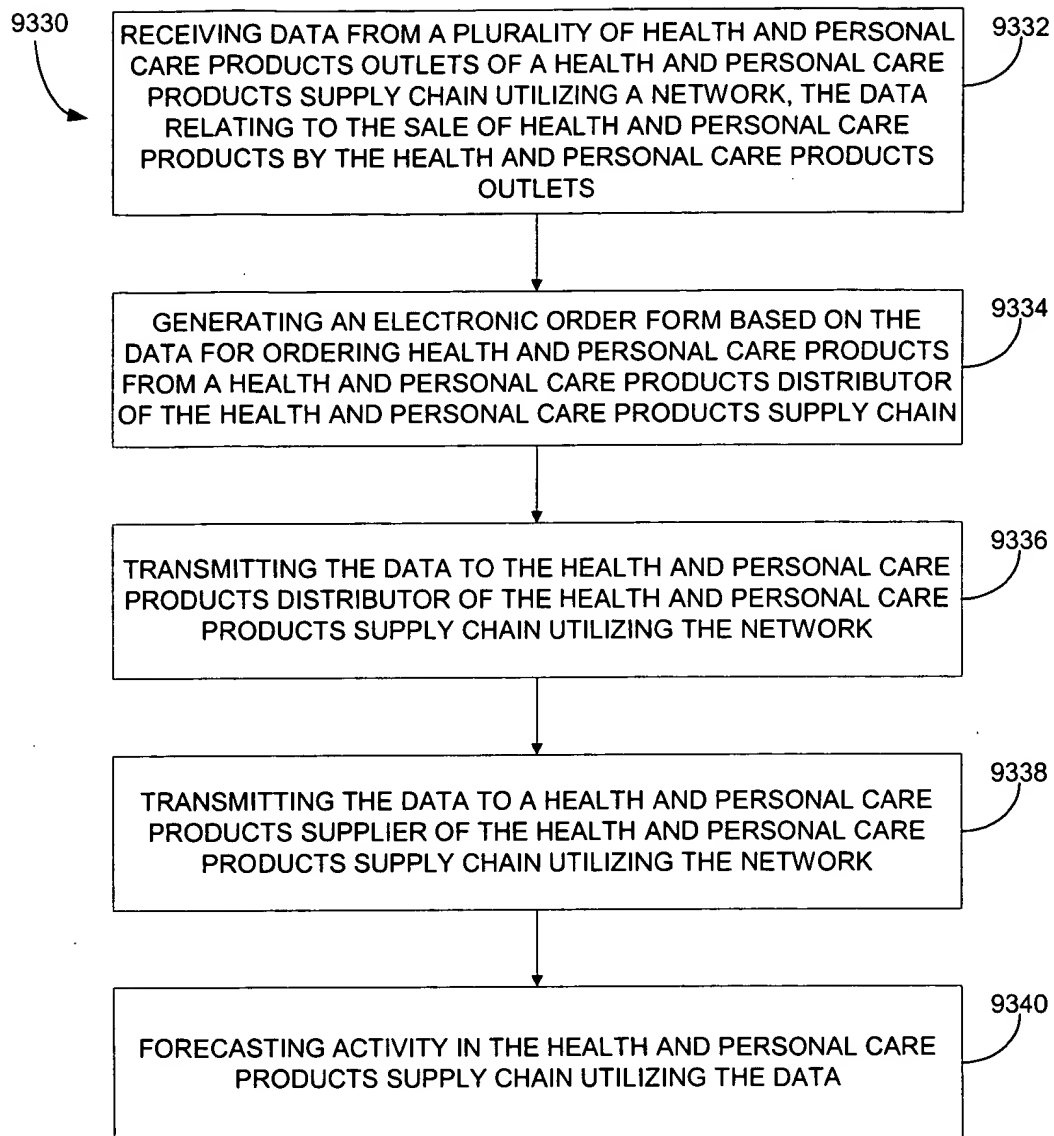 9330
RECEIVING DATA FROM A PLURALITY OF HEALTH AND PERSONAL
CARE PRODUCTS OUTLETS OF A HEALTH AND PERSONAL CARE
PRODUCTS SUPPLY CHAIN UTILIZING A NETWORK, THE DATA
RELATING TO THE SALE OF HEALTH AND PERSONAL CARE
PRODUCTS BY THE HEALTH AND PERSONAL CARE PRODUCTS
OUTLETS
9332
GENERATING AN ELECTRONIC ORDER FORM BASED ON THE
DATA FOR ORDERING HEALTH AND PERSONAL CARE PRODUCTS
FROM A HEALTH AND PERSONAL CARE PRODUCTS DISTRIBUTOR
OF THE HEALTH AND PERSONAL CARE PRODUCTS SUPPLY CHAIN
9334
TRANSMITTING THE DATA TO THE HEALTH AND PERSONAL CARE
PRODUCTS DISTRIBUTOR OF THE HEALTH AND PERSONAL CARE
PRODUCTS SUPPLY CHAIN UTILIZING THE NETWORK
9336
TRANSMITTING THE DATA TO A HEALTH AND PERSONAL CARE
PRODUCTS SUPPLIER OF THE HEALTH AND PERSONAL CARE
PRODUCTS SUPPLY CHAIN UTILIZING THE NETWORK
9338
FORECASTING ACTIVITY IN THE HEALTH AND PERSONAL CARE
PRODUCTS SUPPLY CHAIN UTILIZING THE DATA
9340